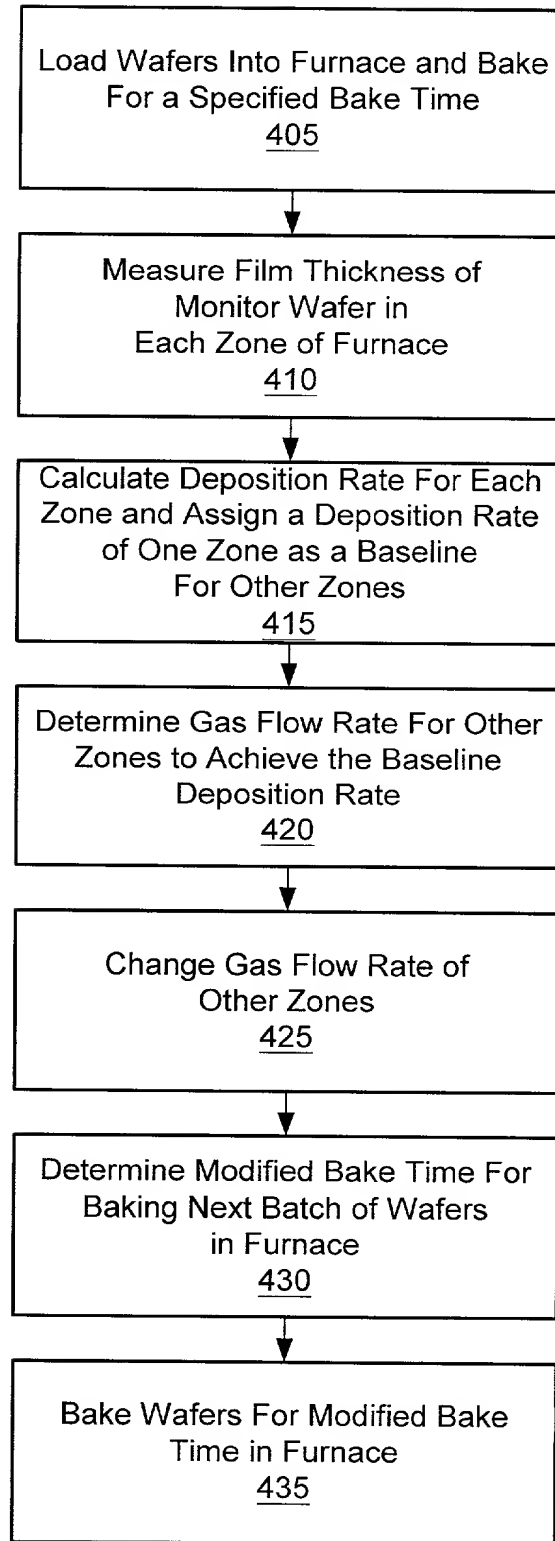 Load Wafers Into Furnace and Bake
For a Specified Bake Time
405
Measure Film Thickness of
Monitor Wafer in
Each Zone of Furnace
410
Calculate Deposition Rate For Each
Zone and Assign a Deposition Rate
of One Zone as a Baseline
For Other Zones
415
Determine Gas Flow Rate For Other
Zones to Achieve the Baseline
Deposition Rate
420
Change Gas Flow Rate of
Other Zones
425
Determine Modified Bake Time For
Baking Next Batch of Wafers
in Furnace
430
Bake Wafers For Modified Bake
Time in Furnace
435